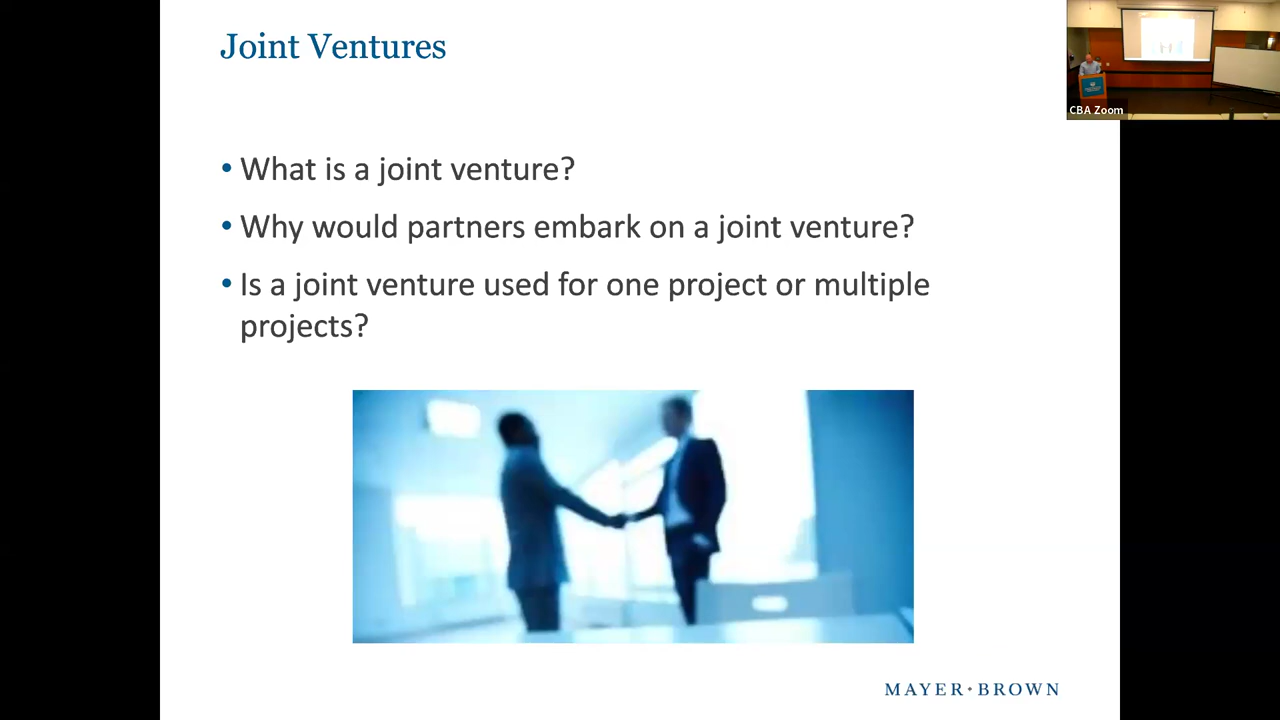 Joint Ventures
CBA Zoom
• What is a joint venture?
• Why would partners embark on a joint venture?
• Is a joint venture used for one project or multiple
projects?
MAYER•BROWN